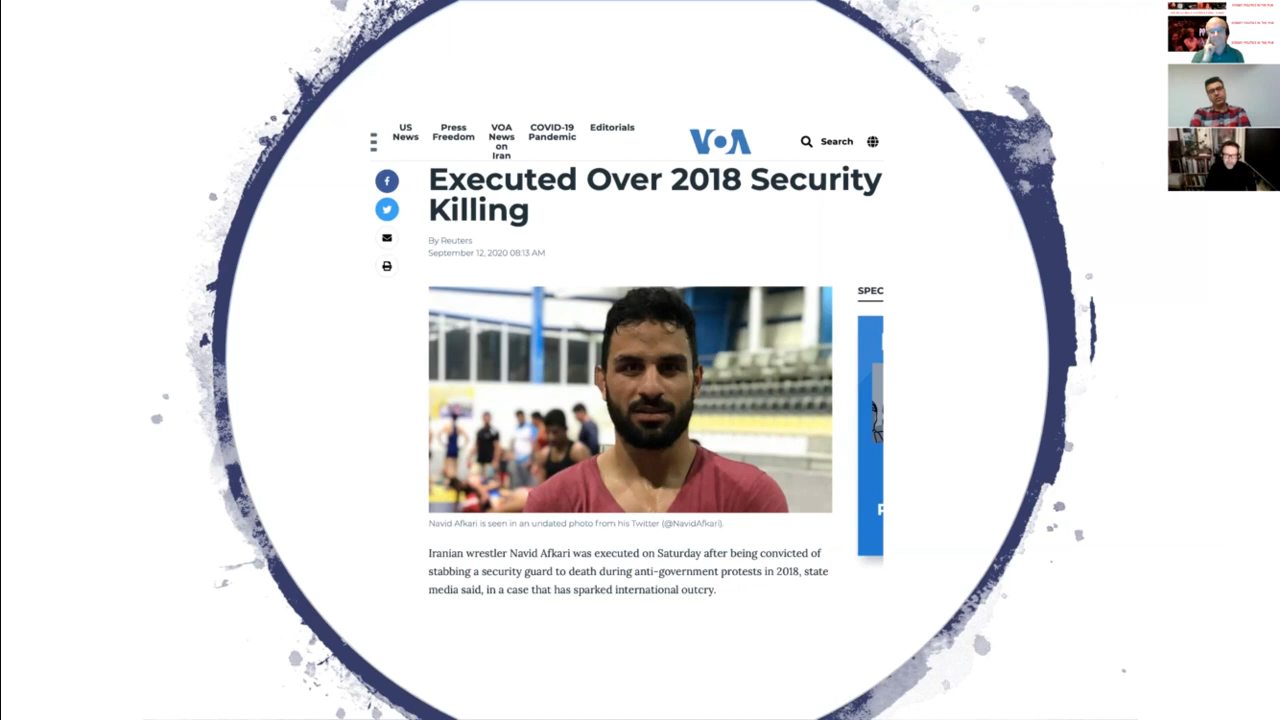 US
News
Press
Freedom
VOA
News
on
Iran
COVID-19
Pandemic
Editorials
VOA
Search
Executed Over 2018 Security
Killing
By Reuters
September 12, 2020 08:13 AM
SPEC
Navid Afkari is seen in an undated photo from his Twitter (@NavidAfkari).
Iranian wrestler Navid Afkari was executed on Saturday after being convicted of
stabbing a security guard to death during anti-government protests in 2018, state
media said, in a case that has sparked international outcry.